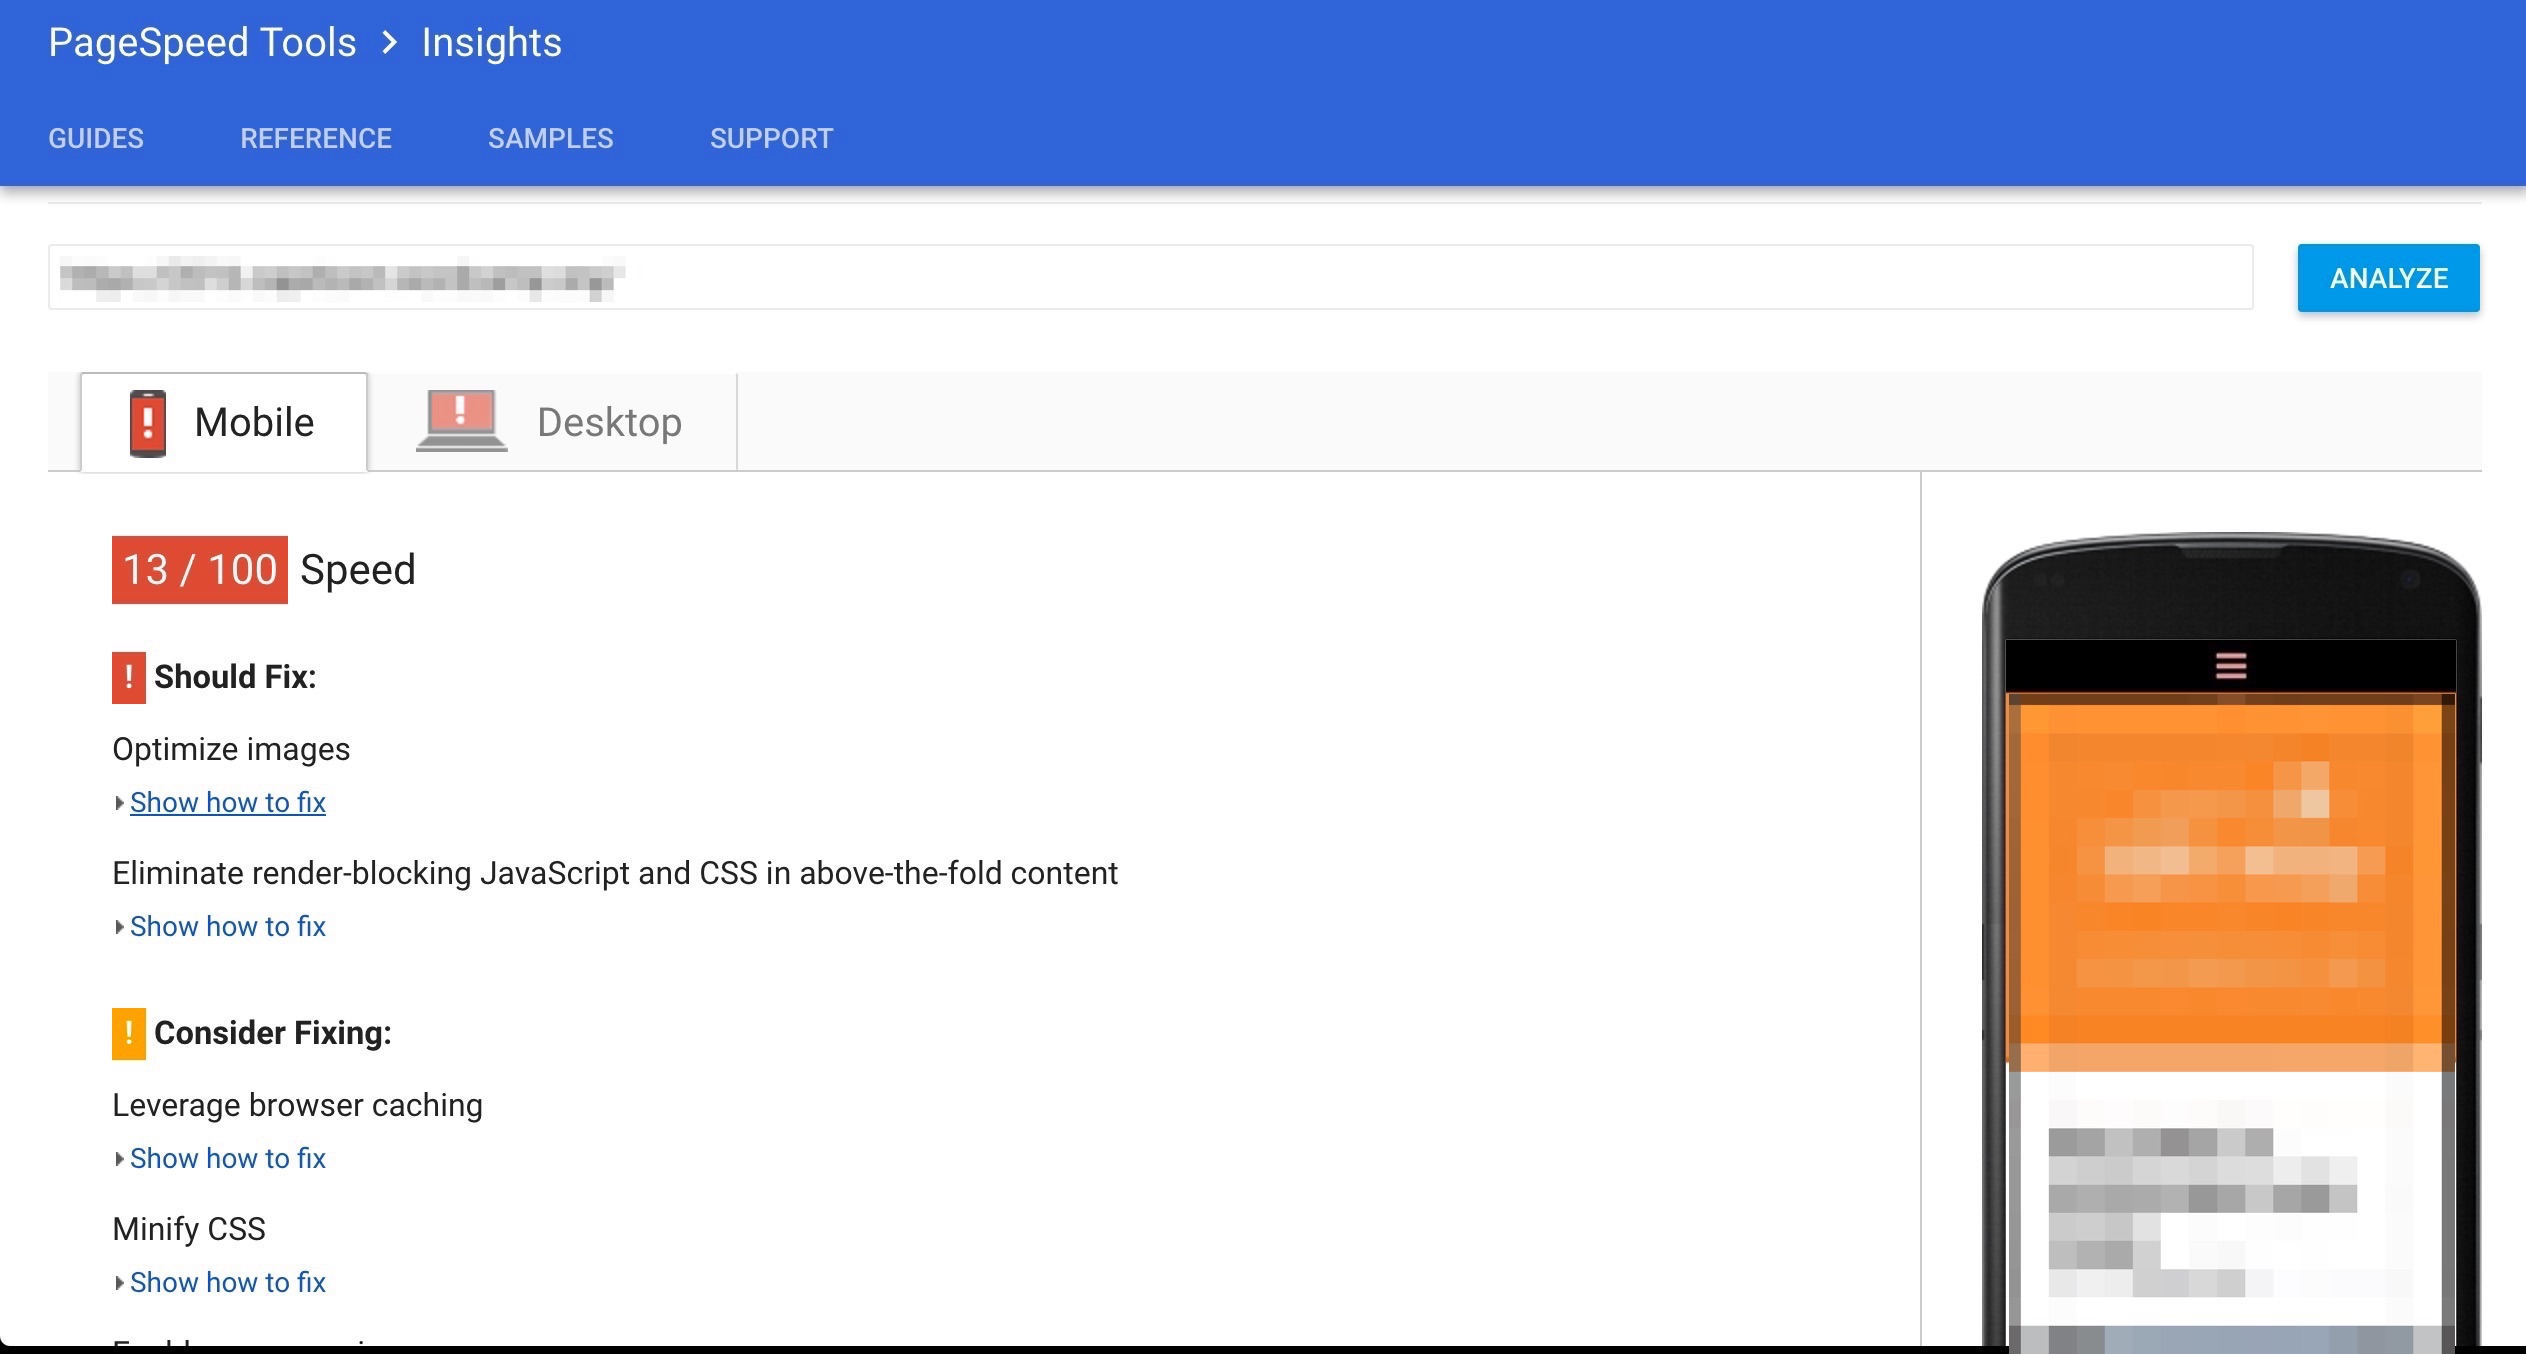 PageSpeed Tools > Insights
GUIDES REFERENCE SAMPLES SUPPORT
ANALYZE
Mobile Desktop
13 / 100 Speed
! Should Fix:
Optimize images
Show how to fix
Eliminate render-blocking JavaScript and CSS in above-the-fold content
Show how to fix
! Consider Fixing:
Leverage browser caching
Show how to fix
Minify CSS
Show how to fix